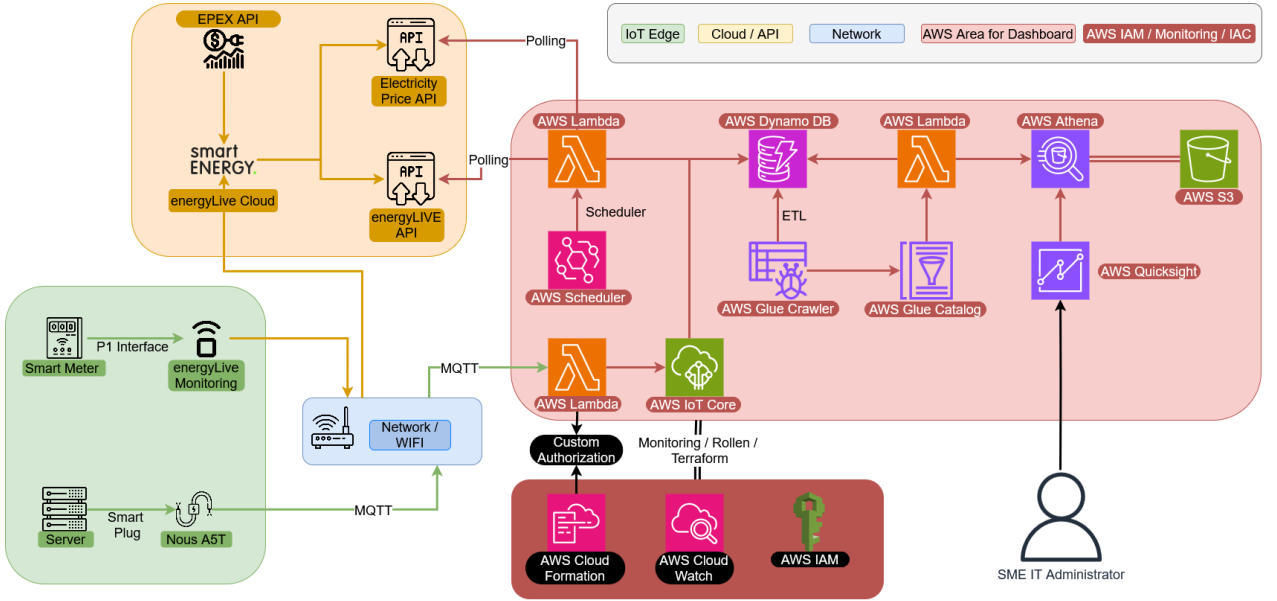 EPEX API
API
Electricity
Price API
smart
ENERGY.
energyLive Cloud
API
energyLIVE
API
Polling
Polling
IoT Edge
Cloud / API
Network
AWS Area for Dashboard
AWS IAM / Monitoring / IAC
AWS Lambda
AWS Dynamo DB
AWS Lambda
AWS Athena
AWS S3
Scheduler
ETL
AWS Scheduler
AWS Glue Crawler
AWS Glue Catalog
AWS Quicksight
Smart Meter
P1 Interface
energyLive
Monitoring
Network /
WIFI
MQTT
AWS Lambda
AWS IoT Core
Custom
Authorization
Monitoring / Rollen /
Terraform
Server
Smart
Plug
Nous A5T
MQTT
AWS Cloud
Formation
AWS Cloud
Watch
AWS IAM
SME IT Administrator